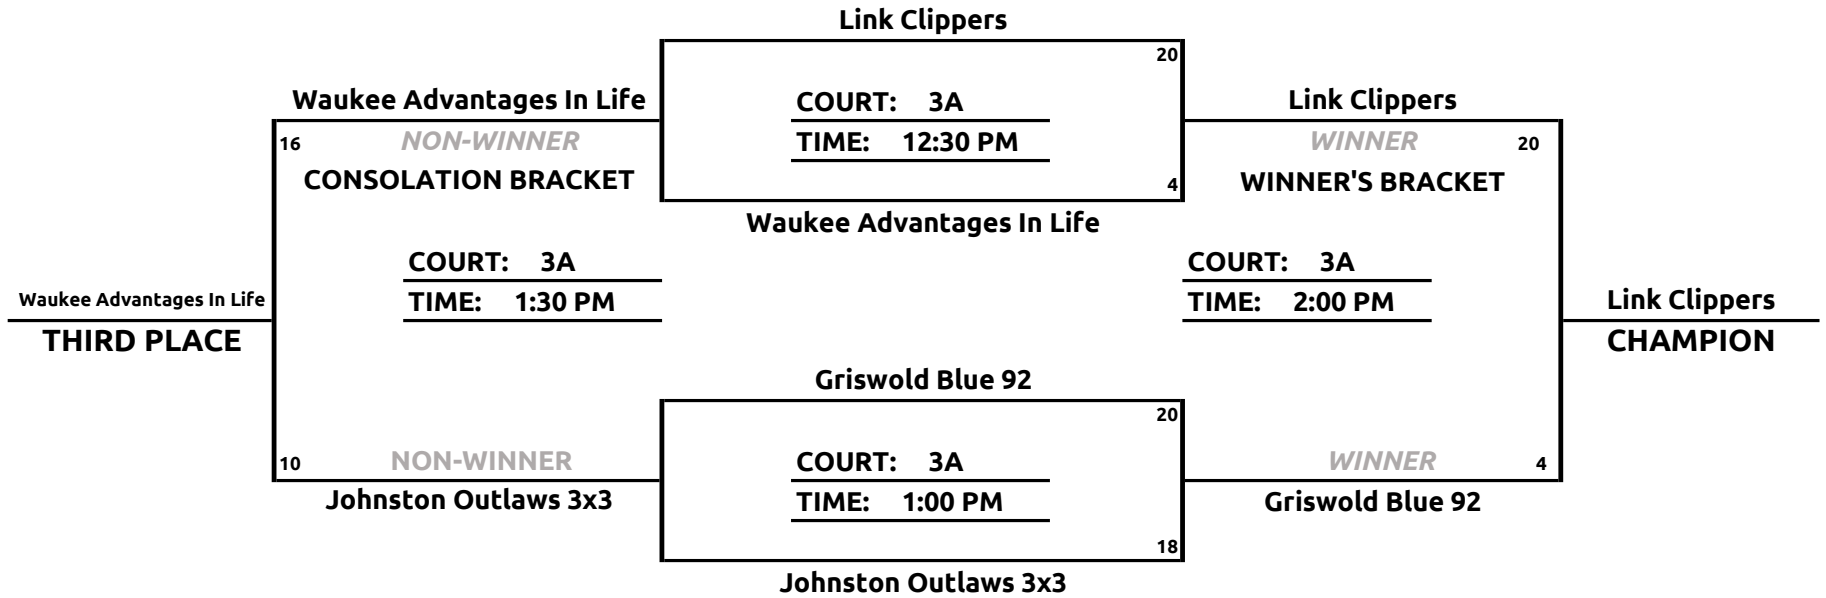 Link Clippers
20
Waukee Advantages In Life
COURT: 3A
Link Clippers
16
NON-WINNER
TIME: 12:30 PM
WINNER
20
CONSOLATION BRACKET
4
WINNER'S BRACKET
Waukee Advantages In Life
COURT: 3A
COURT: 3A
Waukee Advantages In Life
TIME: 1:30 PM
TIME: 2:00 PM
Link Clippers
THIRD PLACE
CHAMPION
Griswold Blue 92
20
10
NON-WINNER
COURT: 3A
WINNER
4
Johnston Outlaws 3x3
TIME: 1:00 PM
Griswold Blue 92
18
Johnston Outlaws 3x3